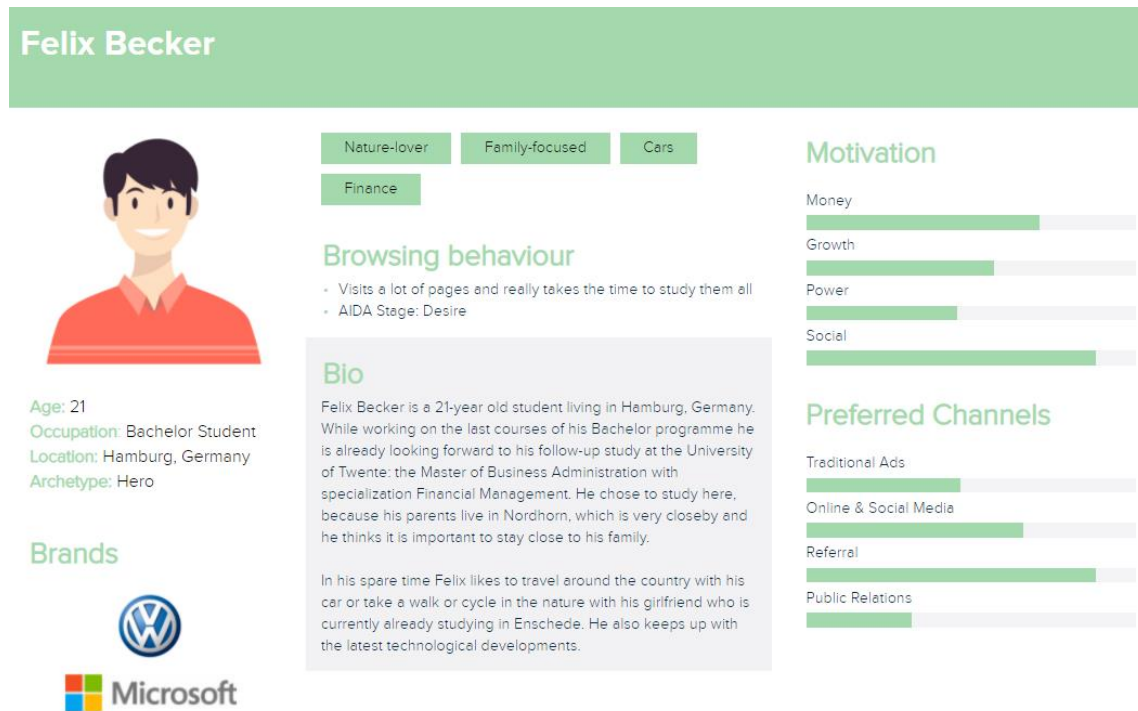 Felix Becker
Age: 21
Occupation: Bachelor Student
Location: Hamburg, Germany
Archetype: Hero
Brands
Microsoft
Nature-lover
Family-focused
Cars
Finance
Browsing behaviour
Visits a lot of pages and really takes the time to study them all
AIDA Stage: Desire
Bio
Felix Becker is a 21-year old student living in Hamburg, Germany.
While working on the last courses of his Bachelor programme he
is already looking forward to his follow-up study at the University
of Twente: the Master of Business Administration with
specialization Financial Management. He chose to study here,
because his parents live in Nordhorn, which is very closeby and
he thinks it is important to stay close to his family.
In his spare time Felix likes to travel around the country with his
car or take a walk or cycle in the nature with his girlfriend who is
currently already studying in Enschede. He also keeps up with
the latest technological developments.
Motivation
Money
Growth
Power
Social
Preferred Channels
Traditional Ads
Online & Social Media
Referral
Public Relations